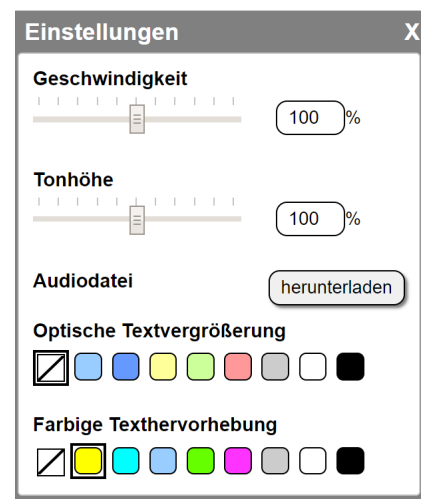 Einstellungen X
Geschwindigkeit
100 %
Tonhöhe
100 %
Audiodatei herunterladen
Optische Textvergrößerung
Farbige Texthervorhebung